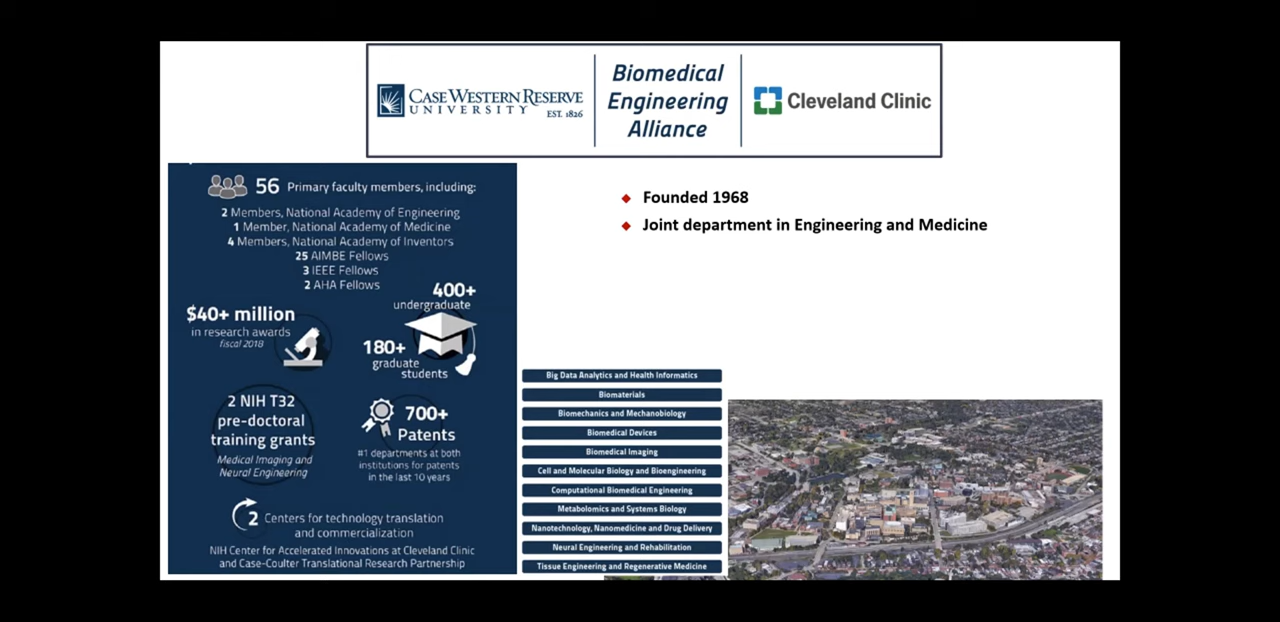 CASE WESTERN RESERVE
UNIVERSITY
EST. 1826
Biomedical
Engineering
Alliance
Cleveland Clinic
56 Primary faculty members, including:
2 Members, National Academy of Engineering
1 Member, National Academy of Medicine
4 Members, National Academy of Inventors
25 AIMBE Fellows
3 IEEE Fellows
2 AHA Fellows
$40+ million
in research awards
fiscal 2018
400+
undergraduate
180+
graduate
students
2 NIH T32
pre-doctoral
training grants
Medical Imaging and
Neural Engineering
700+
Patents
#1 departments at both
institutions for patents
in the last 10 years
2 Centers for technology translation
and commercialization
NIH Center for Accelerated Innovations at Cleveland Clinic
and Case-Coulter Translational Research Partnership
Founded 1968
Joint department in Engineering and Medicine
Big Data Analytics and Health Informatics
Biomaterials
Biomechanics and Mechanobiology
Biomedical Devices
Biomedical Imaging
Cell and Molecular Biology and Bioengineering
Computational Biomedical Engineering
Metabolomics and Systems Biology
Nanotechnology, Nanomedicine and Drug Delivery
Neural Engineering and Rehabilitation
Tissue Engineering and Regenerative Medicine